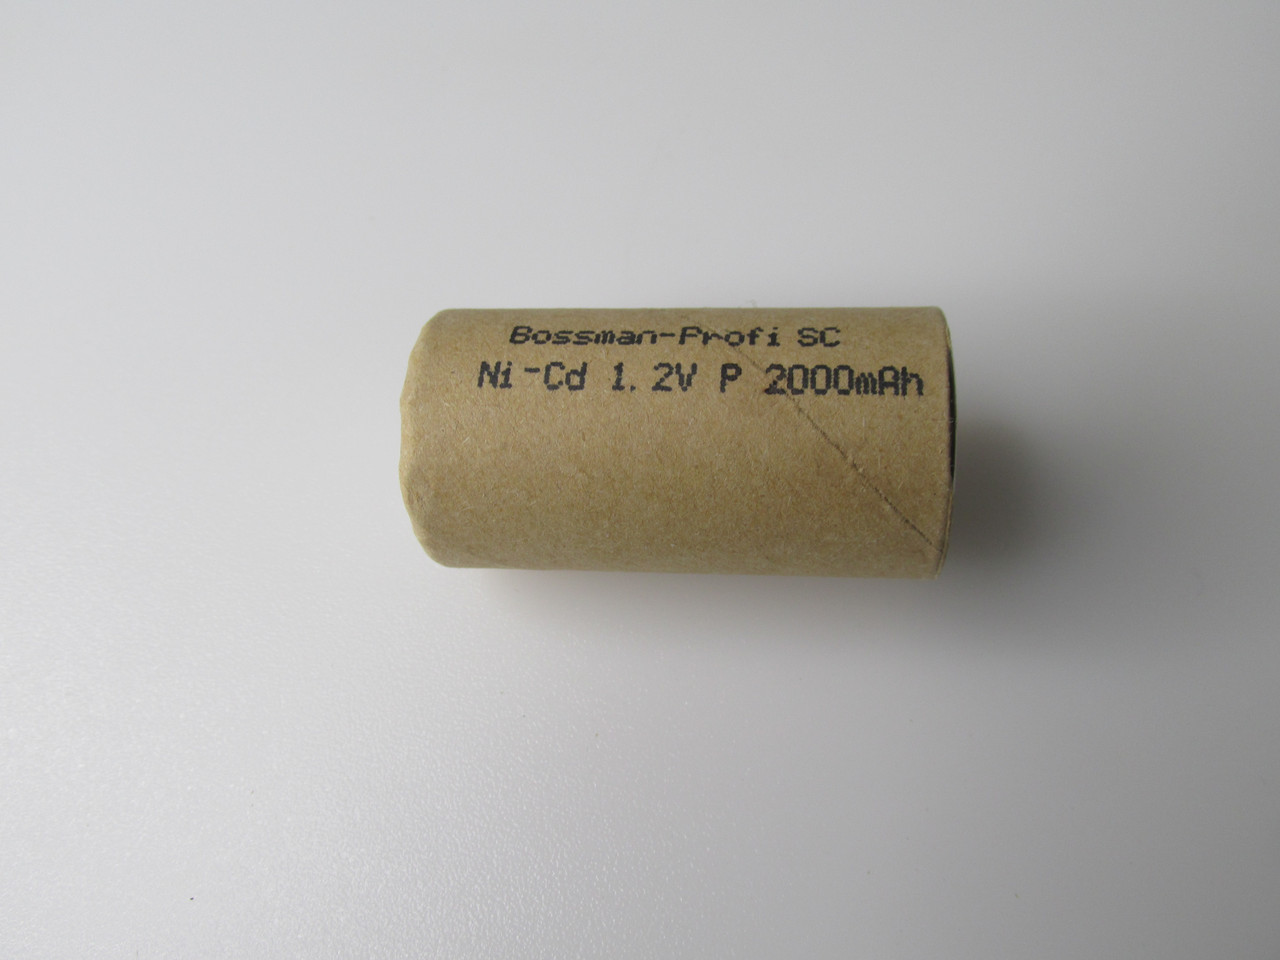 Bossman-Profi SC
Ni-Cd 1.2V P 2000mAh